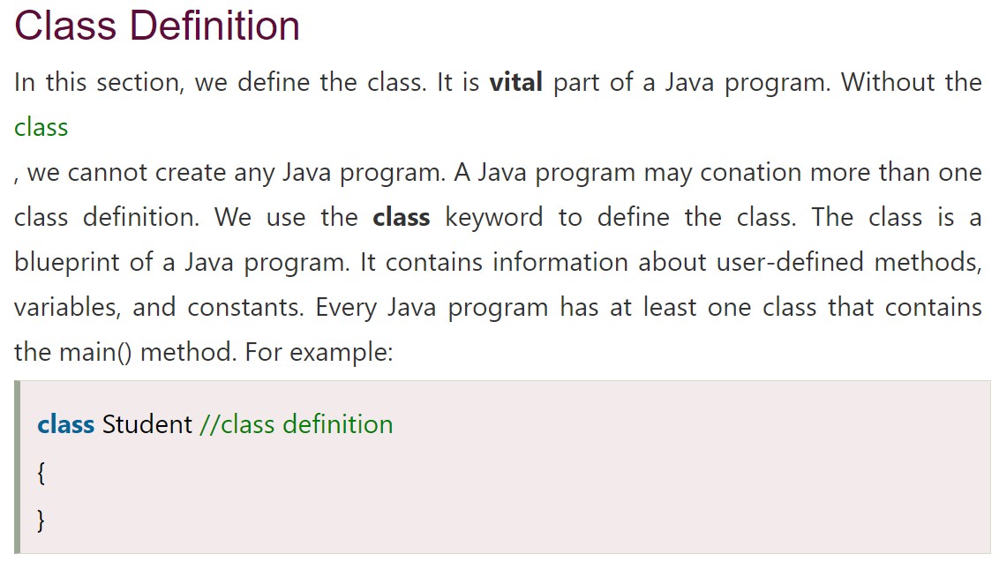 Class Definition
In this section, we define the class. It is vital part of a Java program. Without the
class
, we cannot create any Java program. A Java program may conation more than one
class definition. We use the class keyword to define the class. The class is a
blueprint of a Java program. It contains information about user-defined methods,
variables, and constants. Every Java program has at least one class that contains
the main() method. For example:
class Student //class definition
{
}